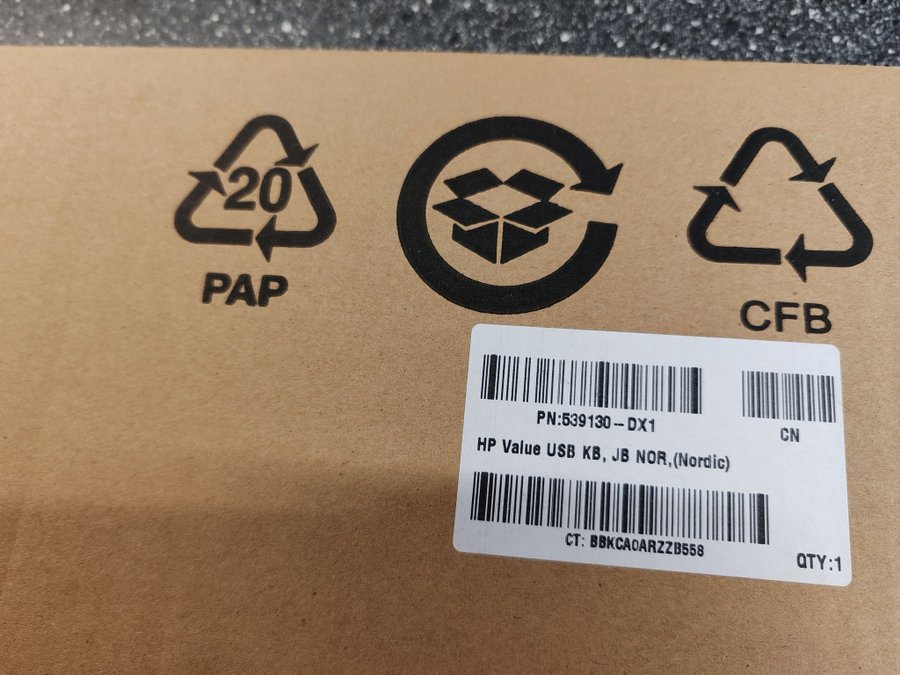 20
PAP
CFB
PN:539130-DX1
CN
HP Value USB KB, JB NOR,(Nordic)
CT: BBKCA0ARZZB558
QTY:1